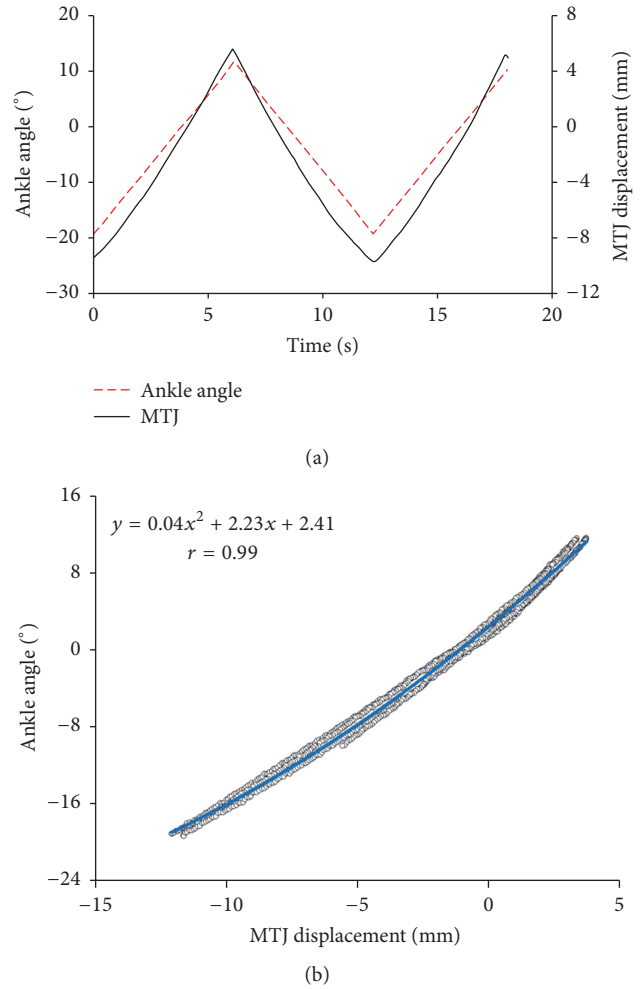 20
10
0
−10
−20
−30
Ankle angle (°)
8
4
0
−4
−8
−12
MTJ displacement (mm)
0
5
10
15
20
Time (s)
Ankle angle
MTJ
(a)
16
8
0
−8
−16
−24
Ankle angle (°)
y = 0.04x² + 2.23x + 2.41
r = 0.99
−15
−10
−5
0
5
MTJ displacement (mm)
(b)